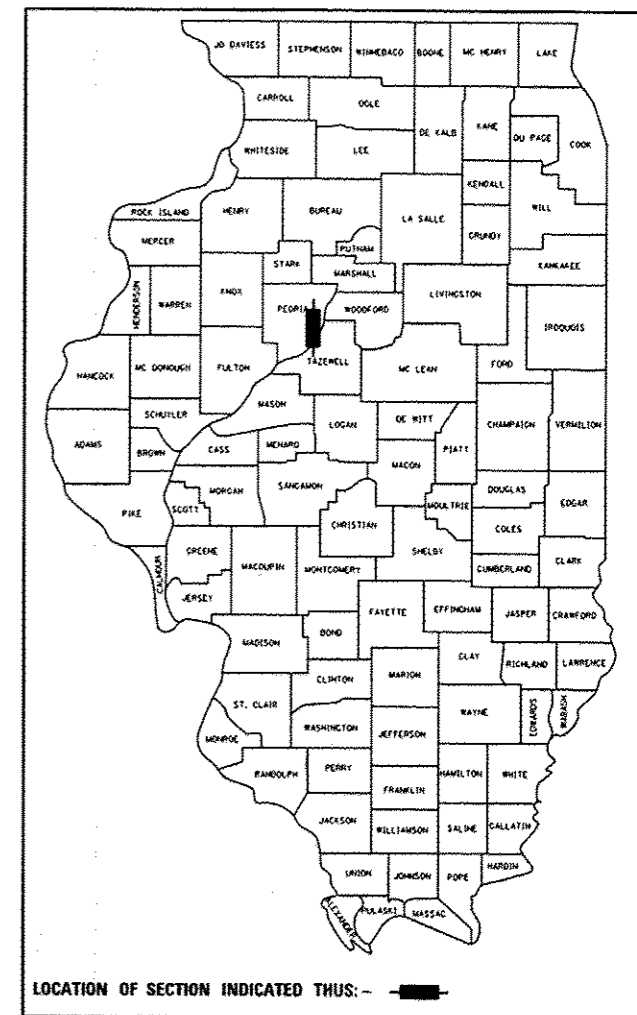 JO DAVIESS STEPHENSON WINNEBAGO BOONE MC HENRY LAKE
CARROLL OGLE DE KALB KANE DU PAGE COOK
WHITESIDE LEE
KENDALL WILL
ROCK ISLAND HENRY BUREAU LA SALLE GRUNDY
MERCER PUTNAM KANKAKEE
STARK MARSHALL
HENDERSON WARREN KNOX PEORIA WOODFORD LIVINGSTON IROQUOIS
HANCOCK MC DONOUGH FULTON TAZEWELL MC LEAN FORD
MASON
SCHUYLER LOGAN DE WITT CHAMPAIGN VERMILION
ADAMS BROWN CASS MENARD MACON PIATT
MORGAN SANGAMON DOUGLAS EDGAR
PIKE SCOTT CHRISTIAN MOULTRIE COLES
GREENE MACOUPIN MONTGOMERY SHELBY CUMBERLAND CLARK
CALHOUN JERSEY
FAYETTE EFFINGHAM JASPER CRAWFORD
MADISON BOND
CLAY RICHLAND LAWRENCE
CLINTON MARION
ST. CLAIR WAYNE EDWARDS WABASH
MONROE WASHINGTON JEFFERSON
RANDOLPH PERRY HAMILTON WHITE
FRANKLIN
JACKSON WILLIAMSON SALINE GALLATIN
UNION JOHNSON POPE HARDIN
ALEXANDER PULASKI MASSAC
LOCATION OF SECTION INDICATED THUS:-